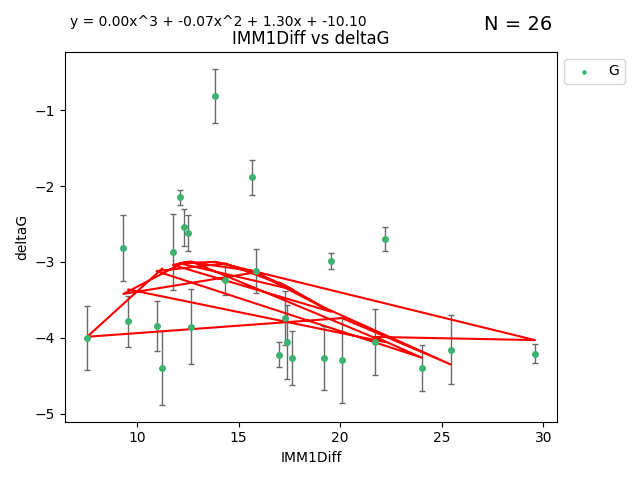 y = 0.00x^3 + -0.07x^2 + 1.30x + -10.10
N = 26
IMM1Diff vs deltaG
G
deltaG
−1
−2
−3
−4
−5
10 15 20 25 30
IMM1Diff